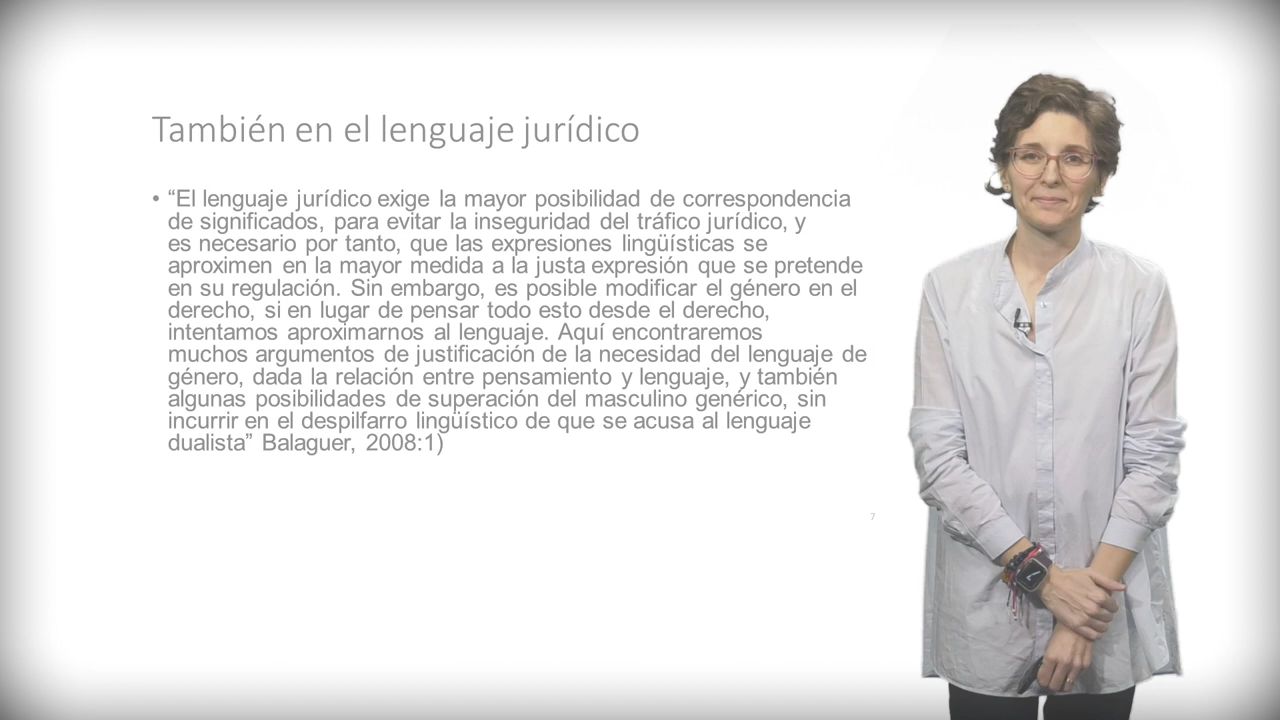 También en el lenguaje jurídico
• “El lenguaje jurídico exige la mayor posibilidad de correspondencia
de significados, para evitar la inseguridad del tráfico jurídico, y
es necesario por tanto, que las expresiones lingüísticas se
aproximen en la mayor medida a la justa expresión que se pretende
en su regulación. Sin embargo, es posible modificar el género en el
derecho, si en lugar de pensar todo esto desde el derecho,
intentamos aproximarnos al lenguaje. Aquí encontraremos
muchos argumentos de justificación de la necesidad del lenguaje de
género, dada la relación entre pensamiento y lenguaje, y también
algunas posibilidades de superación del masculino genérico, sin
incurrir en el despilfarro lingüístico de que se acusa al lenguaje
dualista” Balaguer, 2008:1)
7